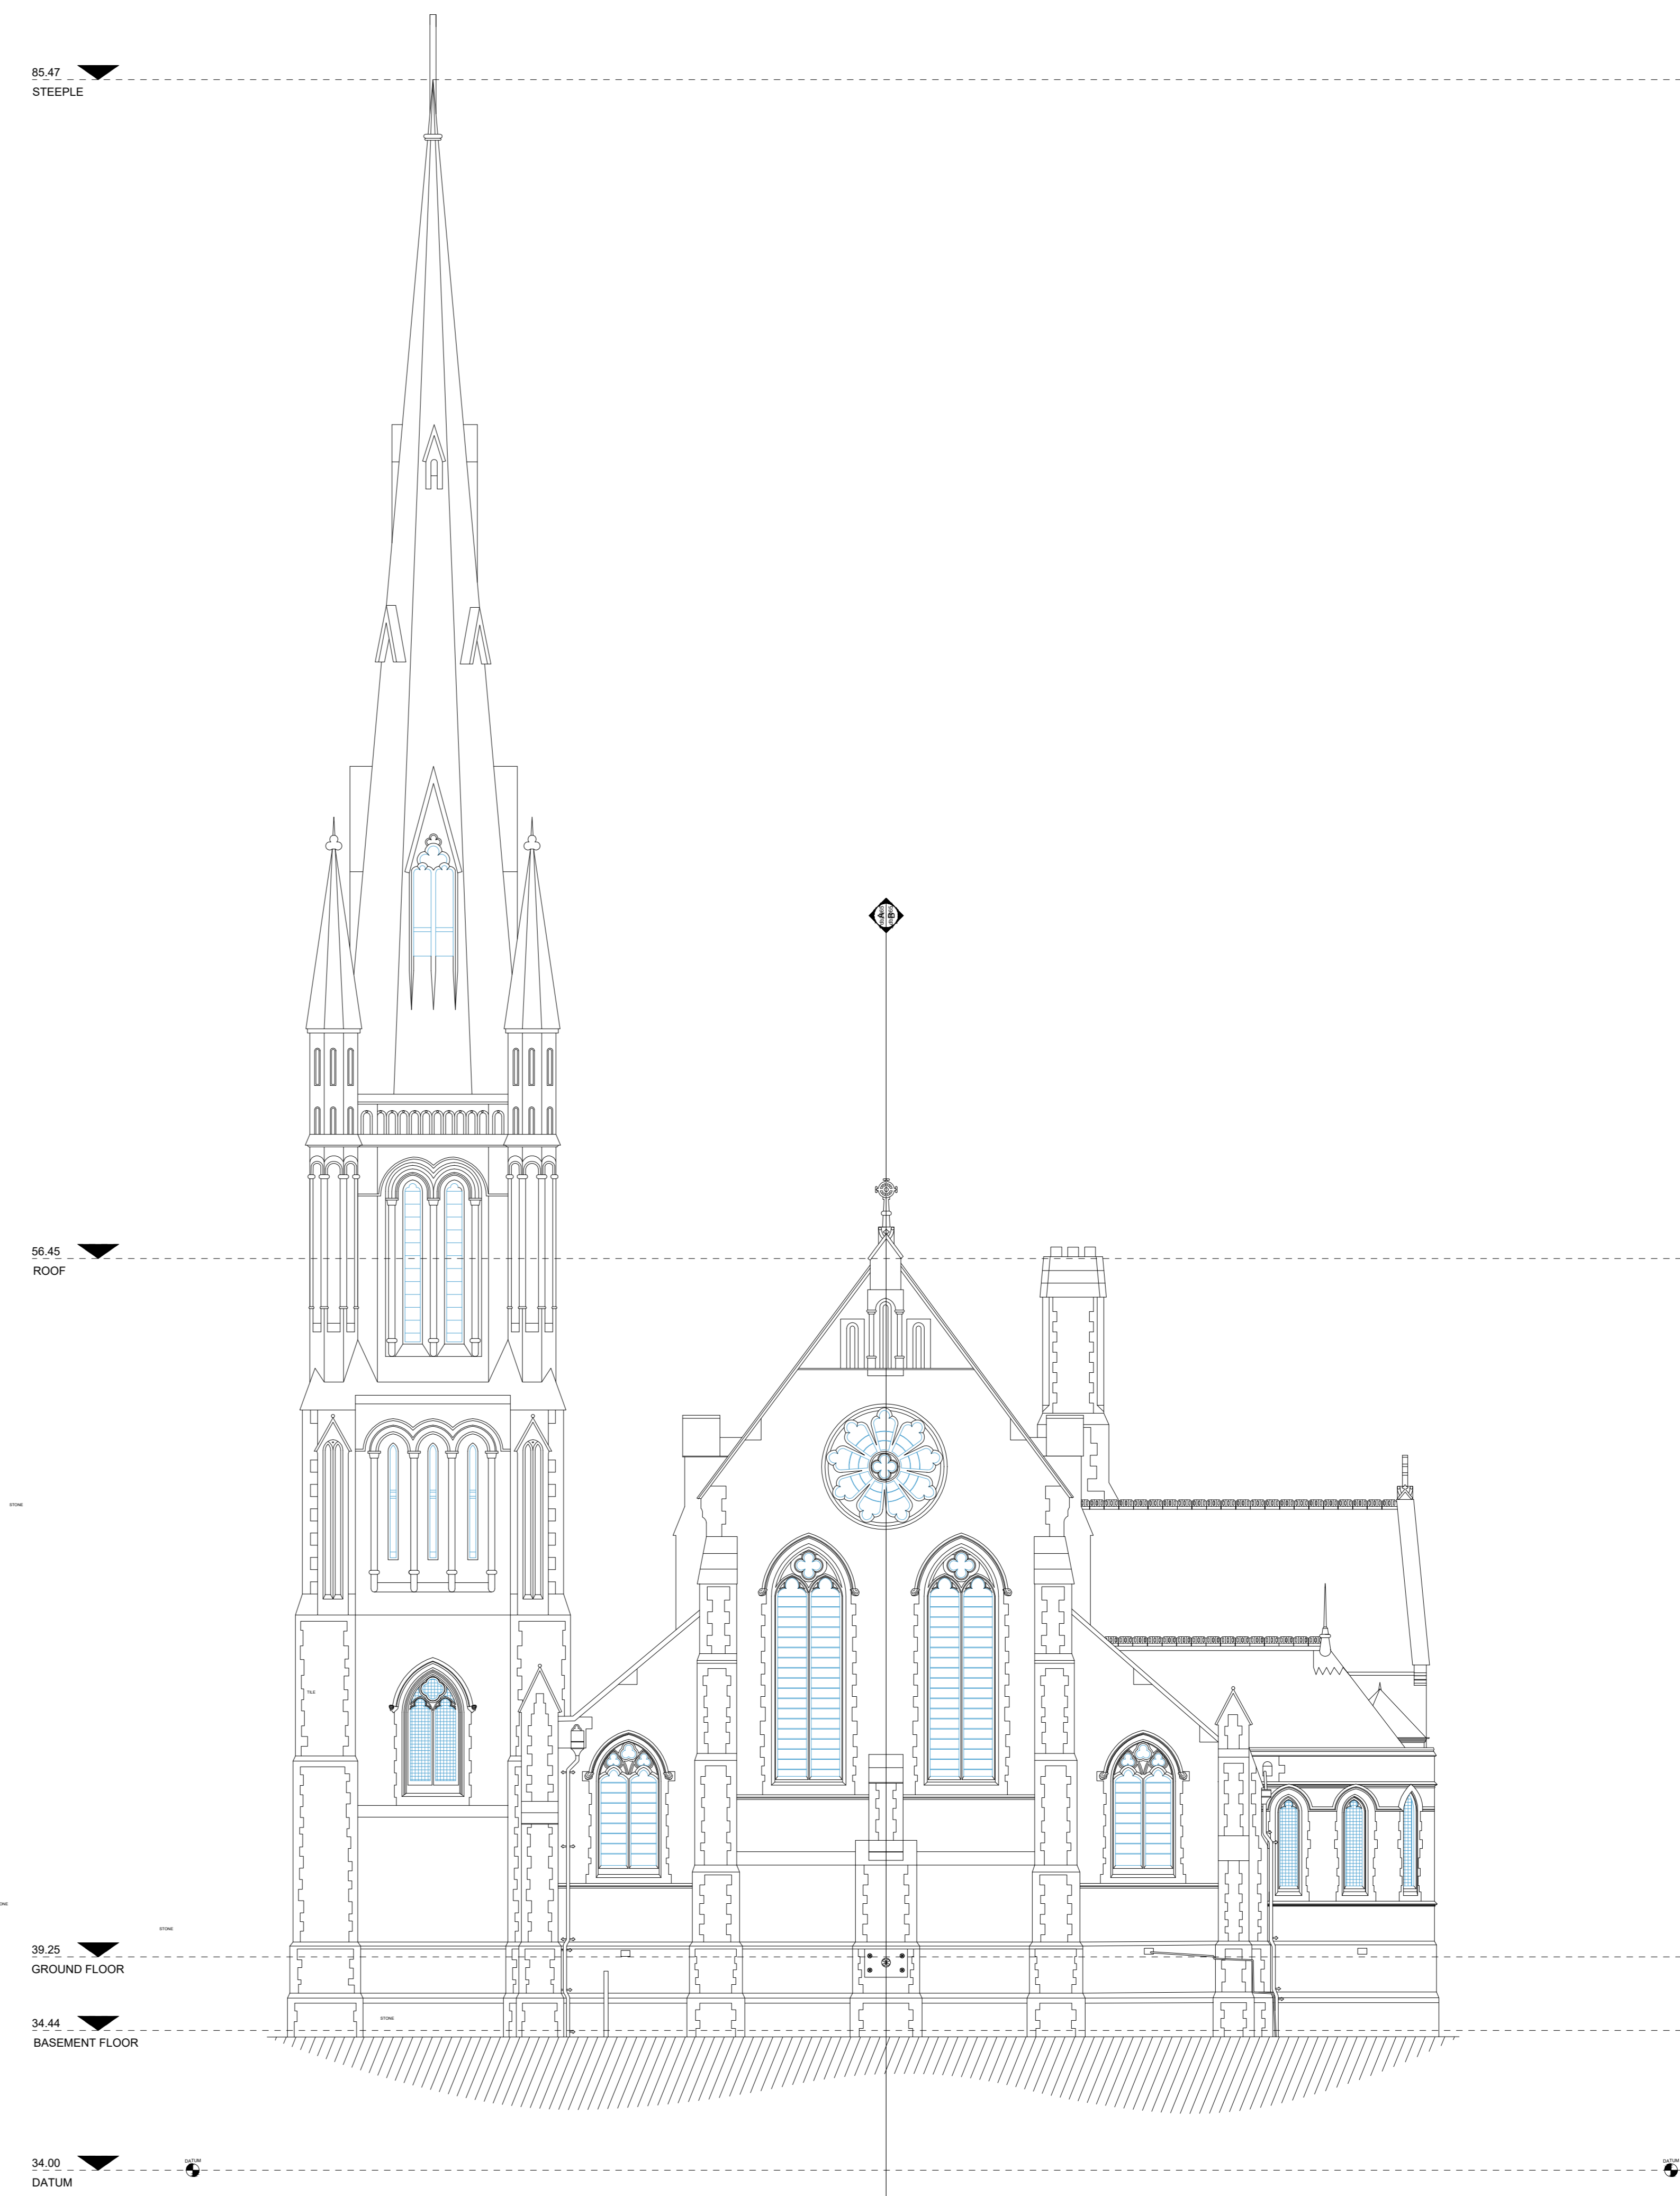 85.47
STEEPLE
A
B
56.45
ROOF
STONE
TILE
STONE
39.25
GROUND FLOOR
STONE
34.44
BASEMENT FLOOR
34.00
DATUM
DATUM
DATUM